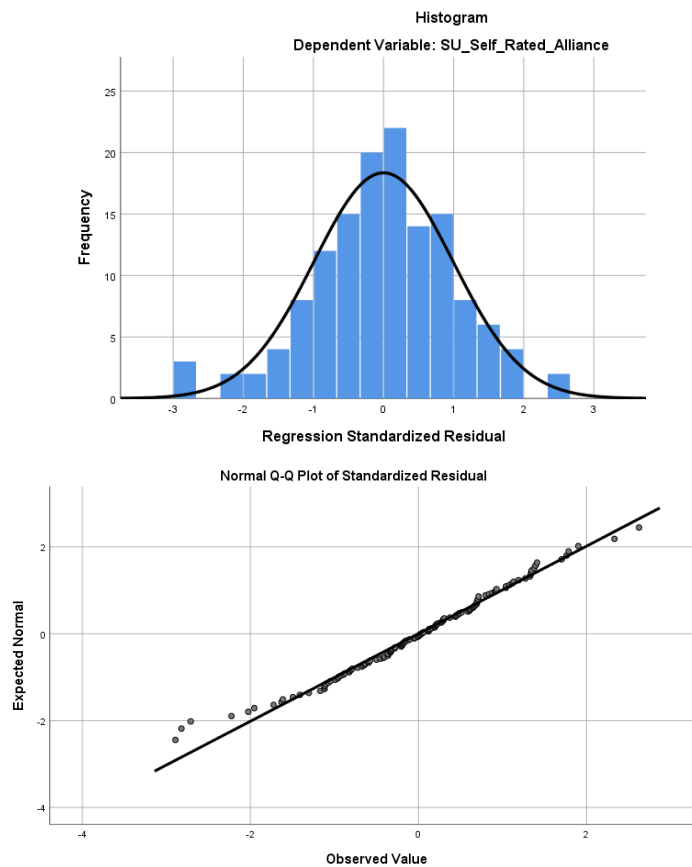 Histogram
Dependent Variable: SU_Self_Rated_Alliance
25
20
15
10
5
0
Frequency
-3 -2 -1 0 1 2 3
Regression Standardized Residual
Normal Q-Q Plot of Standardized Residual
2
0
-2
-4
Expected Normal
-4 -2 0 2
Observed Value